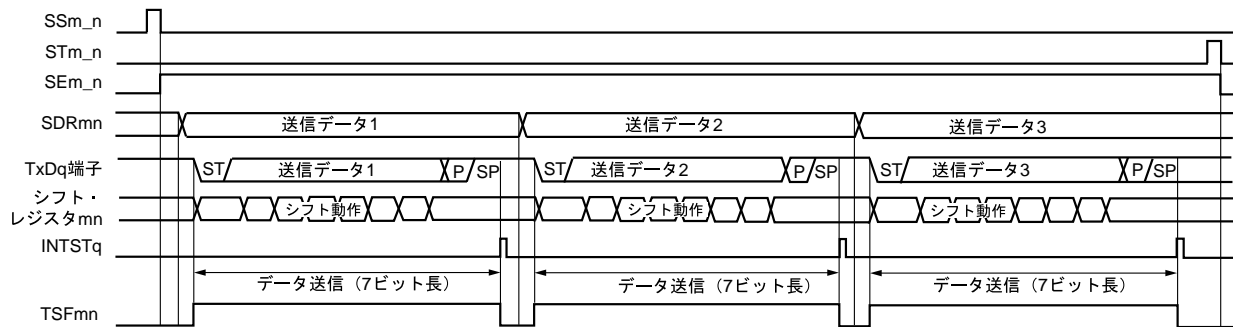 SSm_n
STm_n
SEm_n
SDRmn 送信データ1 送信データ2 送信データ3
TxDq端子 ST 送信データ1 P SP ST 送信データ2 P SP ST 送信データ3 P SP
シフト・
レジスタmn シフト動作 シフト動作 シフト動作
INTSTq
データ送信（7ビット長） データ送信（7ビット長） データ送信（7ビット長）
TSFmn